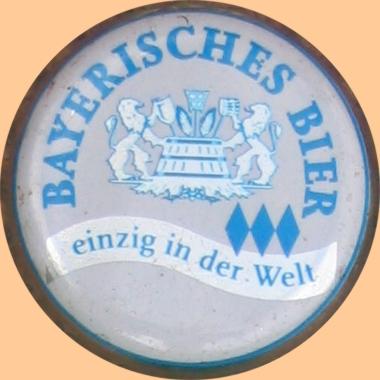 BAYERISCHES BIER
einzig in der Welt